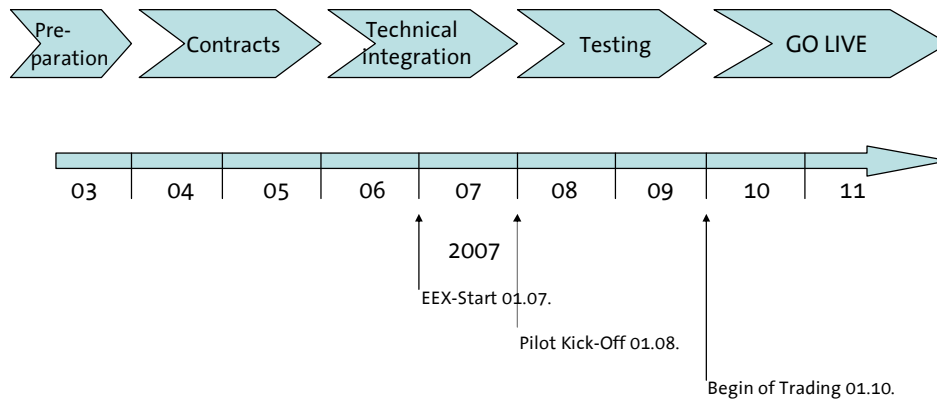 Pre-
paration
Contracts
Technical
integration
Testing
GO LIVE
03 04 05 06 07 08 09 10 11
2007
EEX-Start 01.07.
Pilot Kick-Off 01.08.
Begin of Trading 01.10.